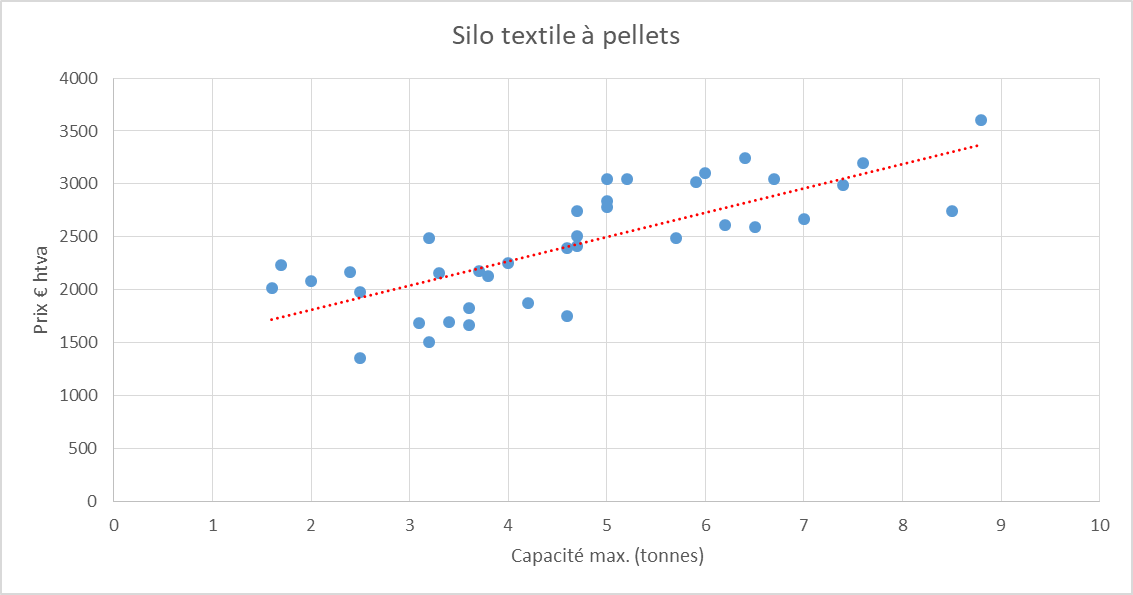 Silo textile à pellets
Prix € htva
4000
3500
3000
2500
2000
1500
1000
500
0
0 1 2 3 4 5 6 7 8 9 10
Capacité max. (tonnes)